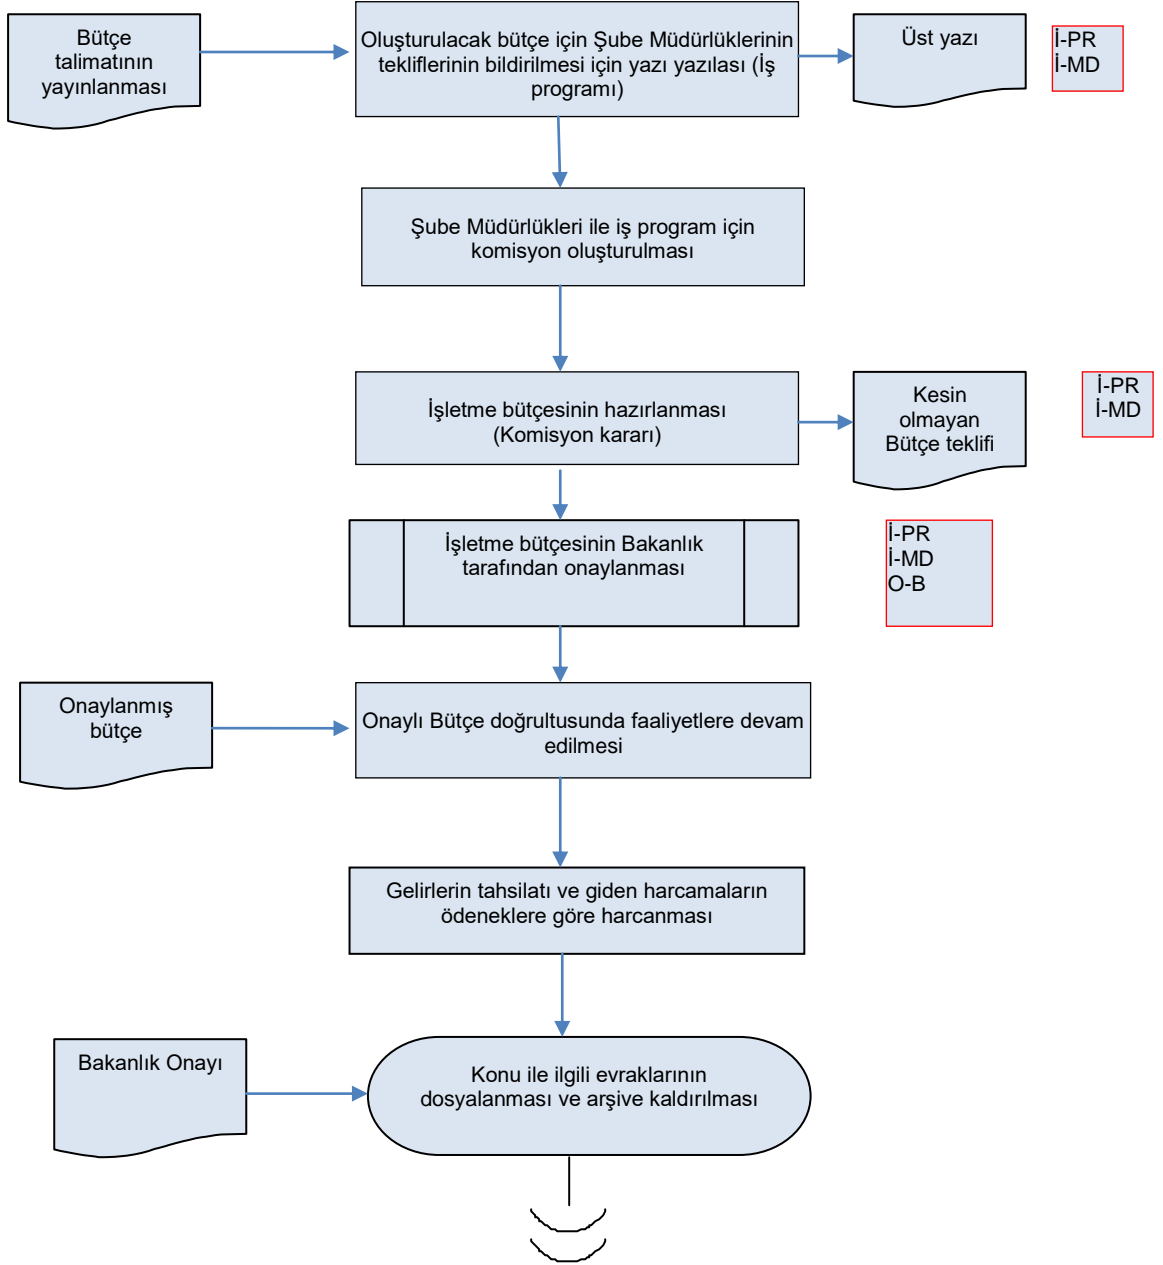 Bütçe
talimatının
yayınlanması
Oluşturulacak bütçe için Şube Müdürlüklerinin
tekliflerinin bildirilmesi için yazı yazılası (İş
programı)
Üst yazı
İ-PR
İ-MD
Şube Müdürlükleri ile iş program için
komisyon oluşturulması
İşletme bütçesinin hazırlanması
(Komisyon kararı)
Kesin
olmayan
Bütçe teklifi
İ-PR
İ-MD
İşletme bütçesinin Bakanlık
tarafından onaylanması
İ-PR
İ-MD
O-B
Onaylanmış
bütçe
Onaylı Bütçe doğrultusunda faaliyetlere devam
edilmesi
Gelirlerin tahsilatı ve giden harcamaların
ödeneklere göre harcanması
Bakanlık Onayı
Konu ile ilgili evraklarının
dosyalanması ve arşive kaldırılması